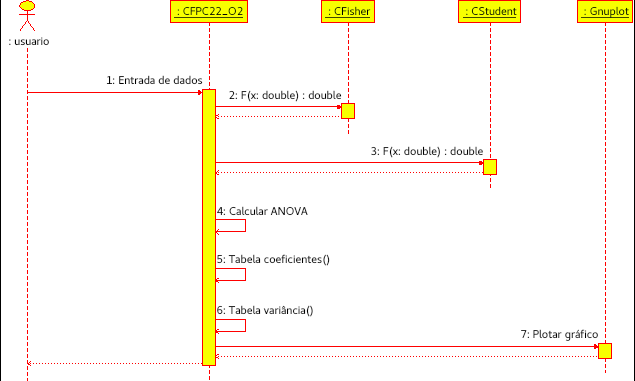 : CFPC22_O2
: CFisher
: CStudent
: Gnuplot
: usuario
1: Entrada de dados
2: F(x: double) : double
3: F(x: double) : double
4: Calcular ANOVA
5: Tabela coeficientes()
6: Tabela variância()
7: Plotar gráfico